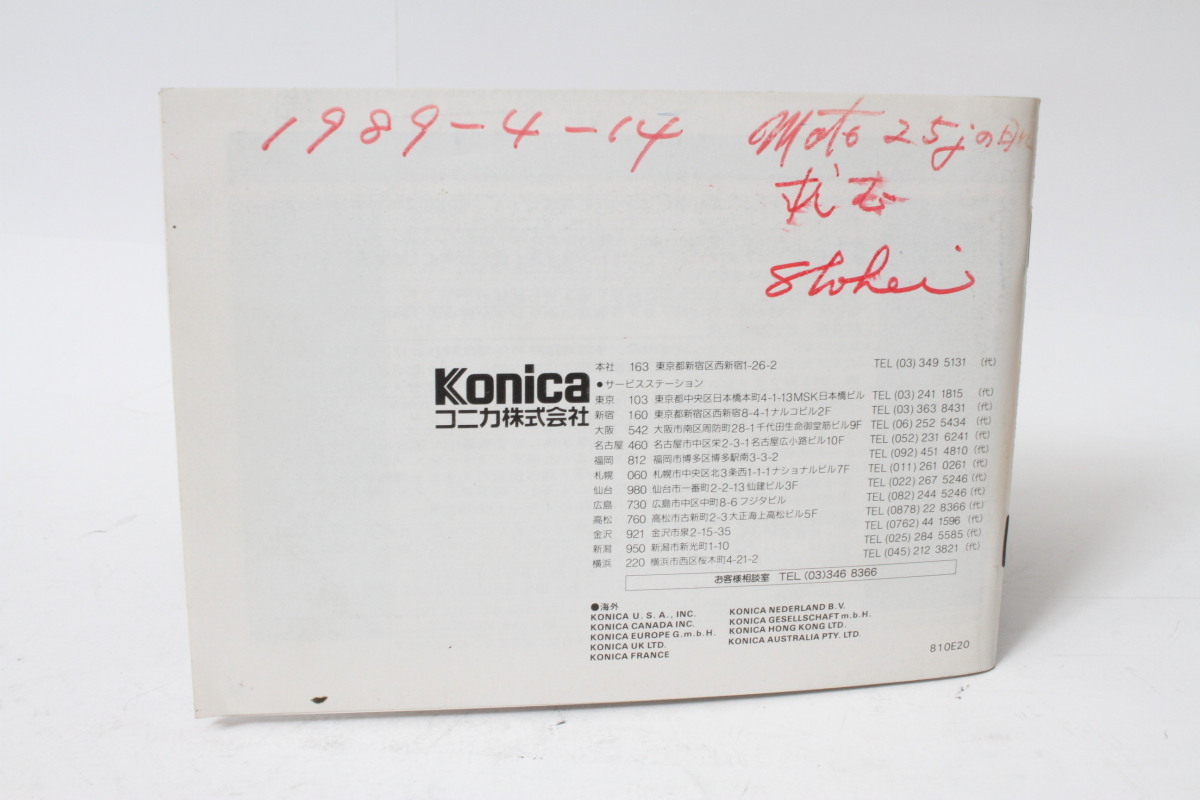 1989-4-14
Moto 25jの
Shohei
Konica
コニカ株式会社
本社 163 東京都新宿区西新宿1-26-2 TEL (03) 349 5131 (代)
●サービスステーション
東京 103 東京都中央区日本橋本町4-1-13MSK日本橋ビル TEL (03) 241 1815 (代)
新宿 160 東京都新宿区西新宿8-4-1ナルコビル2F TEL (03) 363 8431 (代)
大阪 542 大阪市南区周防町28-1千代田生命御堂筋ビル9F TEL (06) 252 5434 (代)
名古屋 460 名古屋市中区栄2-3-1名古屋広小路ビル10F TEL (052) 231 6241 (代)
福岡 812 福岡市博多区博多駅南3-3-2 TEL (092) 451 4810 (代)
札幌 060 札幌市中央区北3条西1-1-1ナショナルビル7F TEL (011) 261 0261 (代)
仙台 980 仙台市一番町2-2-13仙建ビル3F TEL (022) 267 5246 (代)
広島 730 広島市中区中町8-6フジタビル TEL (082) 244 5246 (代)
高松 760 高松市古新町2-3大正海上高松ビル5F TEL (0878) 22 8366 (代)
金沢 921 金沢市泉2-15-35 TEL (0762) 44 1596 (代)
新潟 950 新潟市新光町1-10 TEL (025) 284 5585 (代)
横浜 220 横浜市西区桜木町4-21-2 TEL (045) 212 3821 (代)
お客様相談室 TEL (03)346 8366
●海外
KONICA U. S. A., INC.
KONICA CANADA INC.
KONICA EUROPE G.m.b.H.
KONICA UK LTD.
KONICA FRANCE
KONICA NEDERLAND B.V.
KONICA GESELLSCHAFT m.b.H.
KONICA HONG KONG LTD.
KONICA AUSTRALIA PTY. LTD.
810E20